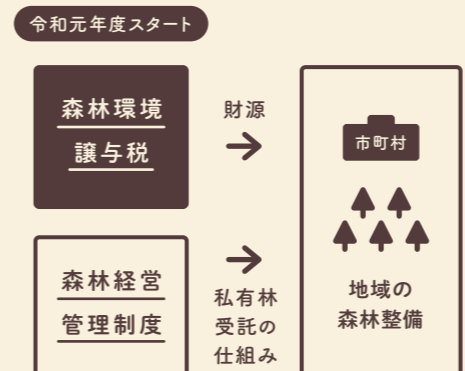 令和元年度スタート
森林環境
譲与税
財源
森林経営
管理制度
私有林
受託の
仕組み
市町村
地域の
森林整備